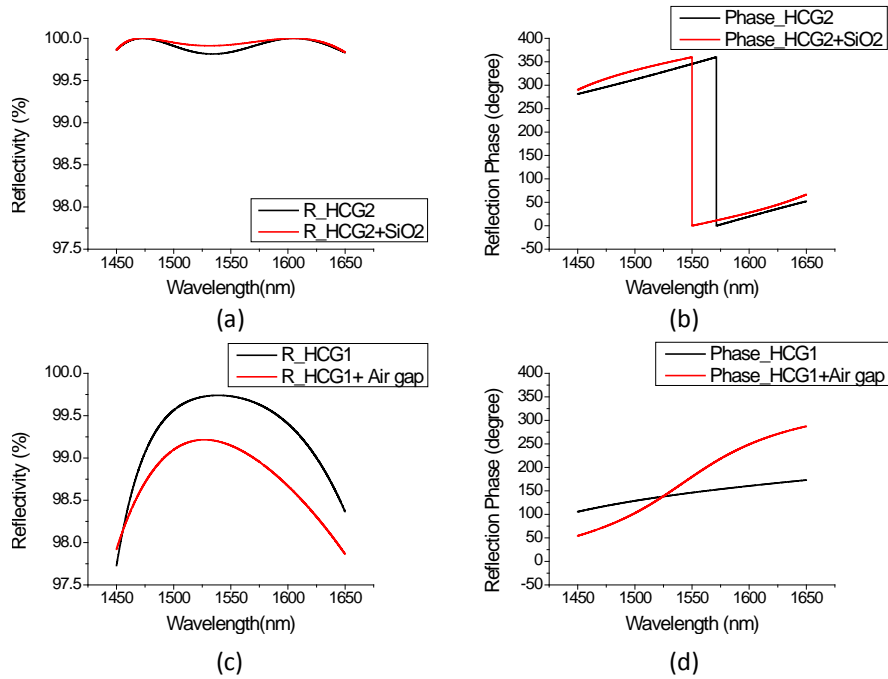 100.0
99.5
99.0
98.5
98.0
97.5
Reflectivity (%)
R_HCG2
R_HCG2+SiO2
1450 1500 1550 1600 1650
Wavelength(nm)
(a)
Phase_HCG2
Phase_HCG2+SiO2
400
350
300
250
200
150
100
50
0
-50
Reflection Phase (degree)
1450 1500 1550 1600 1650
Wavelength (nm)
(b)
R_HCG1
R_HCG1+ Air gap
100.0
99.5
99.0
98.5
98.0
97.5
Reflectivity (%)
1450 1500 1550 1600 1650
Wavelength(nm)
(c)
Phase_HCG1
Phase_HCG1+Air gap
400
350
300
250
200
150
100
50
0
-50
Reflection Phase (degree)
1450 1500 1550 1600 1650
Wavelength (nm)
(d)